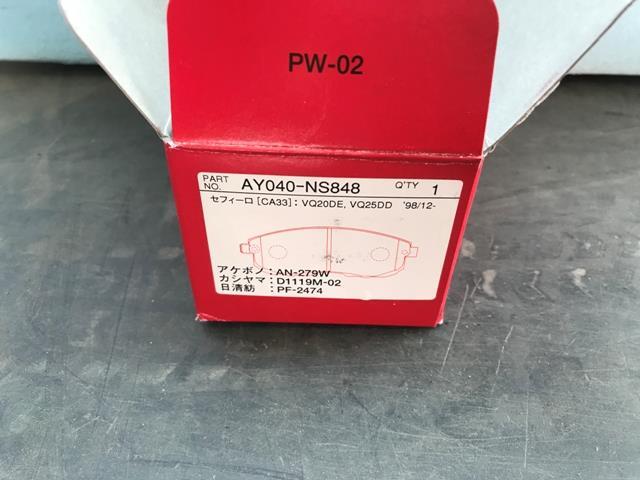 PW-02
PART NO. AY040-NS848 Q'TY 1
セフィーロ [CA33] : VQ20DE, VQ25DD '98/12-
アケボノ : AN-279W
カシヤマ : D1119M-02
日清紡 : PF-2474